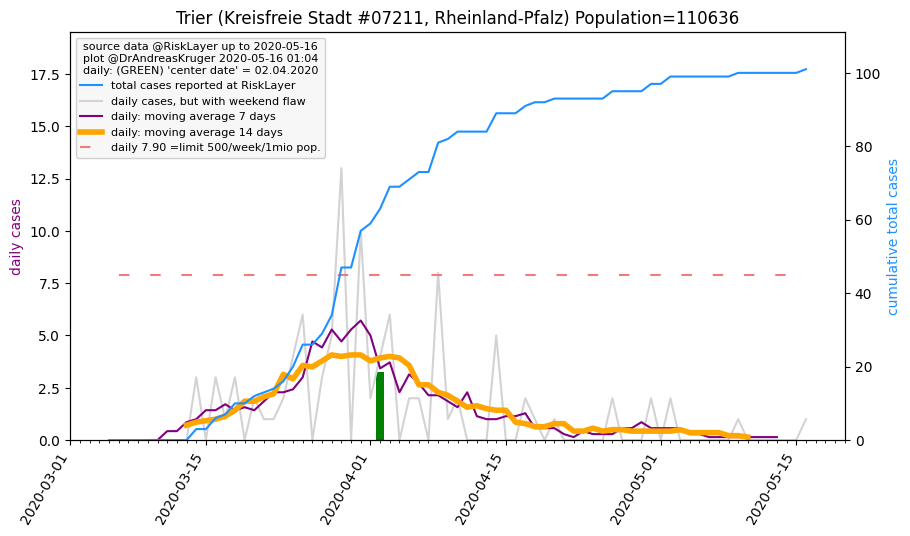 Trier (Kreisfreie Stadt #07211, Rheinland-Pfalz) Population=110636
source data @RiskLayer up to 2020-05-16
plot @DrAndreasKruger 2020-05-16 01:04
daily: (GREEN) 'center date' = 02.04.2020
total cases reported at RiskLayer
daily cases, but with weekend flaw
daily: moving average 7 days
daily: moving average 14 days
daily 7.90 =limit 500/week/1mio pop.
daily cases
17.5
15.0
12.5
10.0
7.5
5.0
2.5
0.0
cumulative total cases
100
80
60
40
20
0
2020-03-01
2020-03-15
2020-04-01
2020-04-15
2020-05-01
2020-05-15